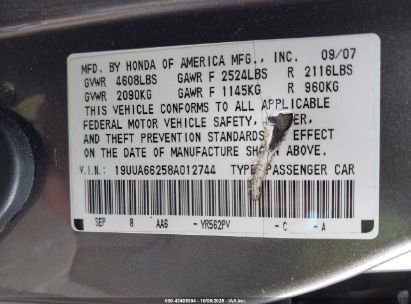 MFD. BY HONDA OF AMERICA MFG., INC. 09/07
GVWR 4608LBS GAWR F 2524LBS R 2116LBS
GVWR 2090KG GAWR F 1145KG R 960KG
THIS VEHICLE CONFORMS TO ALL APPLICABLE
FEDERAL MOTOR VEHICLE SAFETY,
AND THEFT PREVENTION STANDARDS EFFECT
ON THE DATE OF MANUFACTURE SHOWN ABOVE.
V.I.N: 19UUA66258A012744 TYPE: PASSENGER CAR
SEP 8 AA6 YR562PV C A